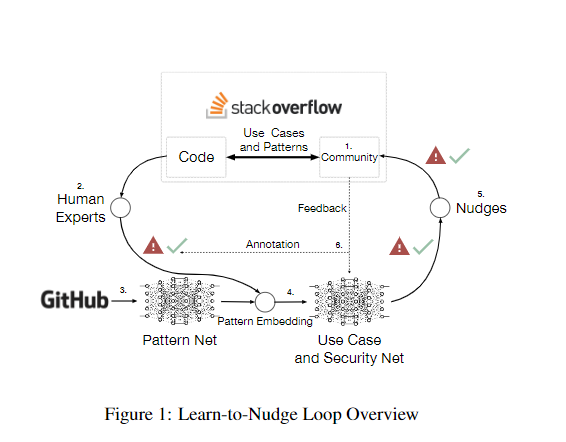 stackoverflow
Use Cases
and Patterns
Code
1.
Community
2.
Human
Experts
5.
Nudges
Feedback
Annotation
6.
GitHub
3.
4.
Pattern Embedding
Pattern Net
Use Case
and Security Net
Figure 1: Learn-to-Nudge Loop Overview